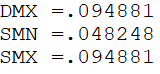 DMX =.094881
SMN =.048248
SMX =.094881